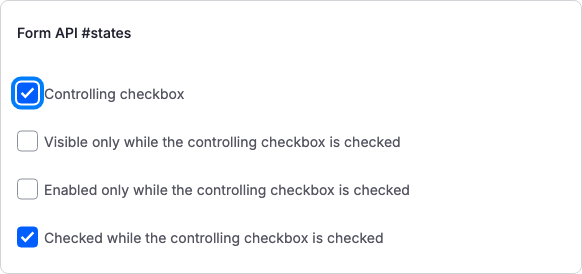 Form API #states
Controlling checkbox
Visible only while the controlling checkbox is checked
Enabled only while the controlling checkbox is checked
Checked while the controlling checkbox is checked